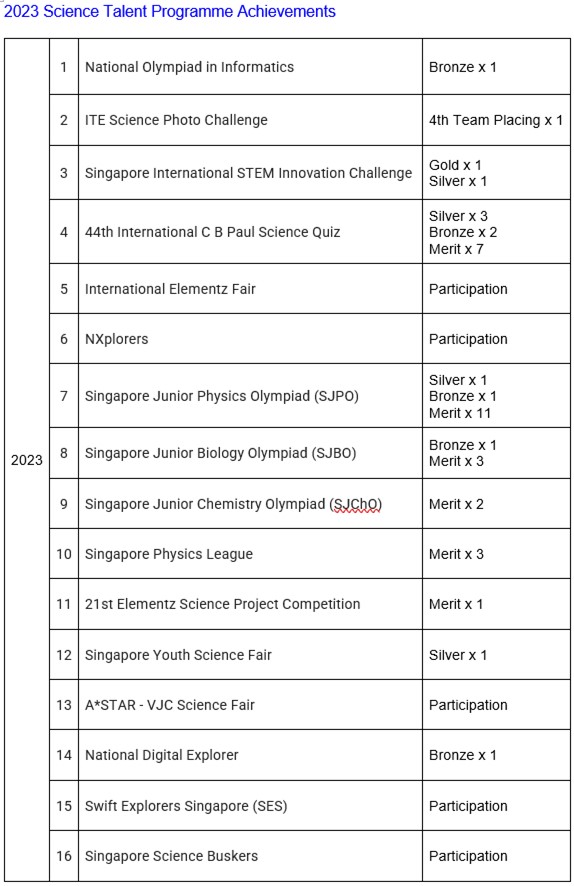 2023 Science Talent Programme Achievements
2023
1 National Olympiad in Informatics Bronze x 1
2 ITE Science Photo Challenge 4th Team Placing x 1
3 Singapore International STEM Innovation Challenge Gold x 1
Silver x 1
4 44th International C B Paul Science Quiz Silver x 3
Bronze x 2
Merit x 7
5 International Elementz Fair Participation
6 NXplorers Participation
7 Singapore Junior Physics Olympiad (SJPO) Silver x 1
Bronze x 1
Merit x 11
8 Singapore Junior Biology Olympiad (SJBO) Bronze x 1
Merit x 3
9 Singapore Junior Chemistry Olympiad (SJChO) Merit x 2
10 Singapore Physics League Merit x 3
11 21st Elementz Science Project Competition Merit x 1
12 Singapore Youth Science Fair Silver x 1
13 A*STAR - VJC Science Fair Participation
14 National Digital Explorer Bronze x 1
15 Swift Explorers Singapore (SES) Participation
16 Singapore Science Buskers Participation